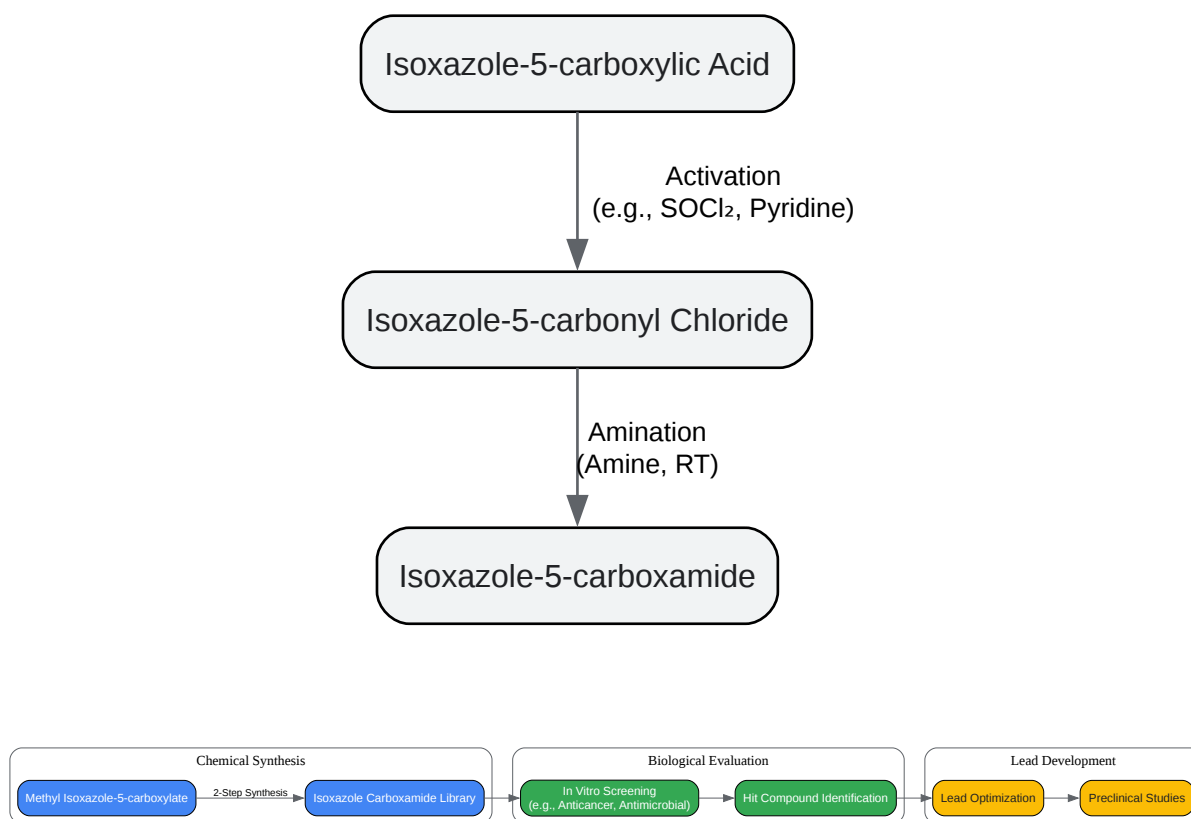 Isoxazole-5-carboxylic Acid
Activation
(e.g., SOCl₂, Pyridine)
Isoxazole-5-carbonyl Chloride
Amination
(Amine, RT)
Isoxazole-5-carboxamide
Chemical Synthesis
Methyl Isoxazole-5-carboxylate
2-Step Synthesis
Isoxazole Carboxamide Library
Biological Evaluation
In Vitro Screening
(e.g., Anticancer, Antimicrobial)
Hit Compound Identification
Lead Development
Lead Optimization
Preclinical Studies